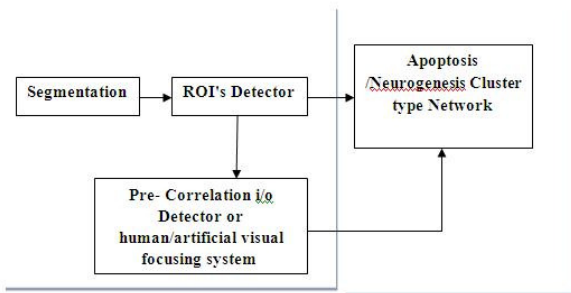 Segmentation
ROI's Detector
Apoptosis
/Neurogenesis Cluster
type Network
Pre- Correlation i/o
Detector or
human/artificial visual
focusing system